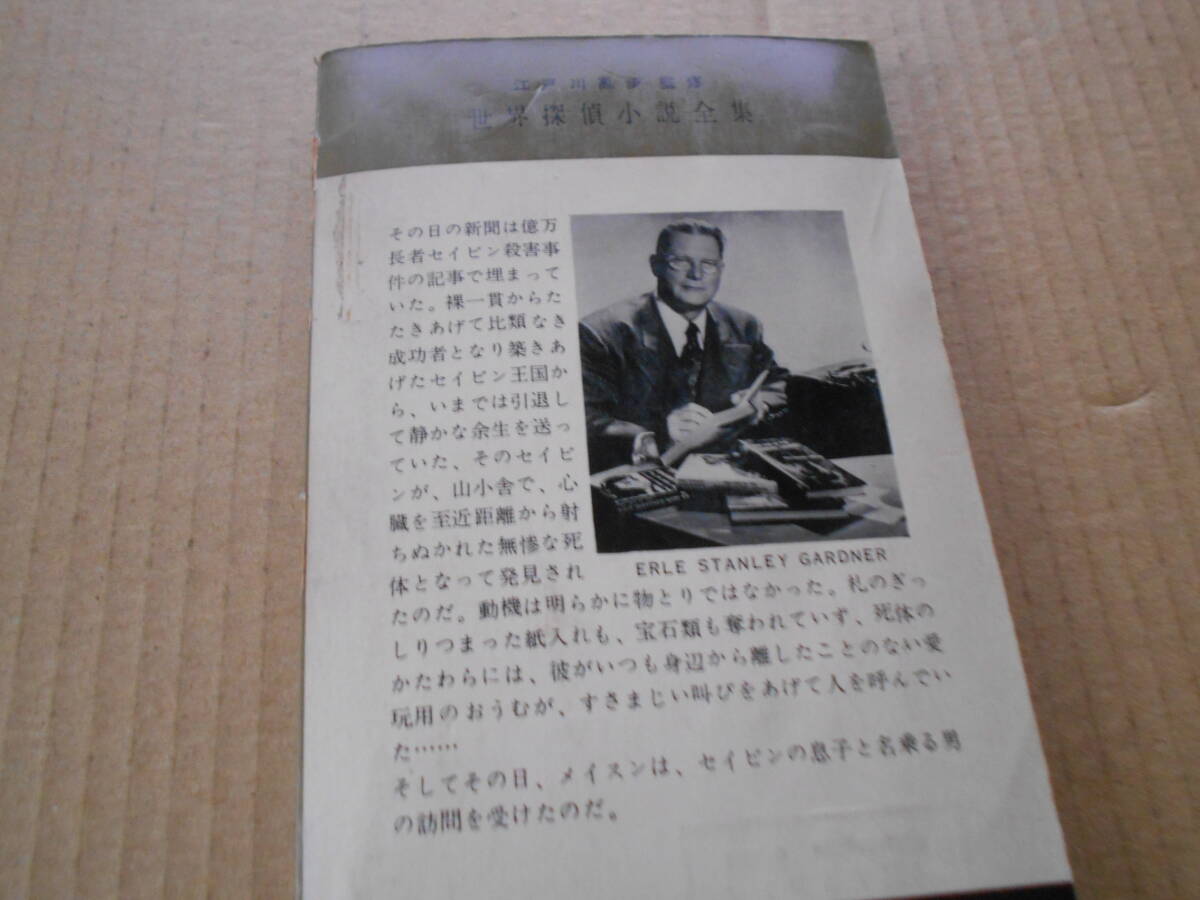 江戸川乱歩監修
世界探偵小説全集
その日の新聞は億万
長者セイビン殺害事
件の記事で埋まって
いた。裸一貫からた
たきあげて比類なき
成功者となり築きあ
げたセイビン王国か
ら、いまでは引退し
て静かな余生を送っ
ていた、そのセイビ
ンが、山小舎で、心
臓を至近距離から射
ちぬかれた無惨な死
体となって発見され
たのだ。動機は明らかに物とりではなかった。札のぎっ
しりつまった紙入れも、宝石類も奪われていず、死体の
かたわらには、彼がいつも身辺から離したことのない愛
玩用のおうむが、すさまじい叫びをあげて人を呼んでい
た……
そしてその日、メイスンは、セイビンの息子と名乗る男
の訪問を受けたのだ。
ERLE STANLEY GARDNER